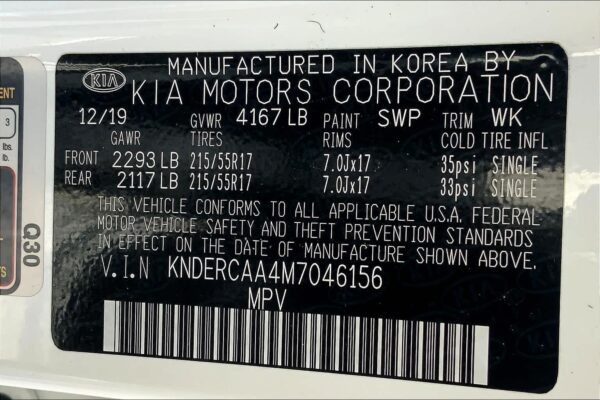 MANUFACTURED IN KOREA BY
KIA KIA MOTORS CORPORATION
12/19 GVWR 4167 LB PAINT SWP TRIM WK
GAWR TIRES RIMS COLD TIRE INFL
FRONT 2293 LB 215/55R17 7.0Jx17 35psi SINGLE
REAR 2117 LB 215/55R17 7.0Jx17 33psi SINGLE
THIS VEHICLE CONFORMS TO ALL APPLICABLE U.S.A. FEDERAL
MOTOR VEHICLE SAFETY AND THEFT PREVENTION STANDARDS
IN EFFECT ON THE DATE OF MANUFACTURE SHOWN ABOVE.
V.I.N KNDERCAA4M7046156
MPV
3
lbs.
lb.
Q30